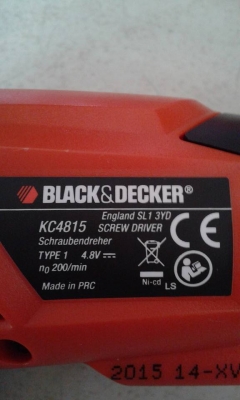 BLACK&DECKER®
England SL1 3YD
KC4815 SCREW DRIVER
Schraubendreher
TYPE 1 4.8V ⎓
n₀ 200/min
Made in PRC
CE
Ni-cd LS
2015 14-XV